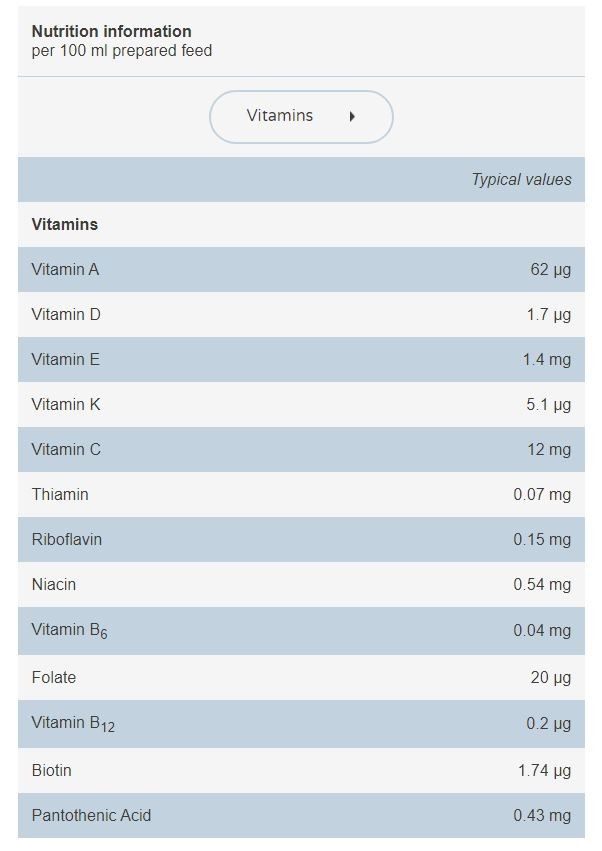 Nutrition information
per 100 ml prepared feed
Vitamins
Typical values
Vitamins
Vitamin A 62 µg
Vitamin D 1.7 µg
Vitamin E 1.4 mg
Vitamin K 5.1 µg
Vitamin C 12 mg
Thiamin 0.07 mg
Riboflavin 0.15 mg
Niacin 0.54 mg
Vitamin B6 0.04 mg
Folate 20 µg
Vitamin B12 0.2 µg
Biotin 1.74 µg
Pantothenic Acid 0.43 mg